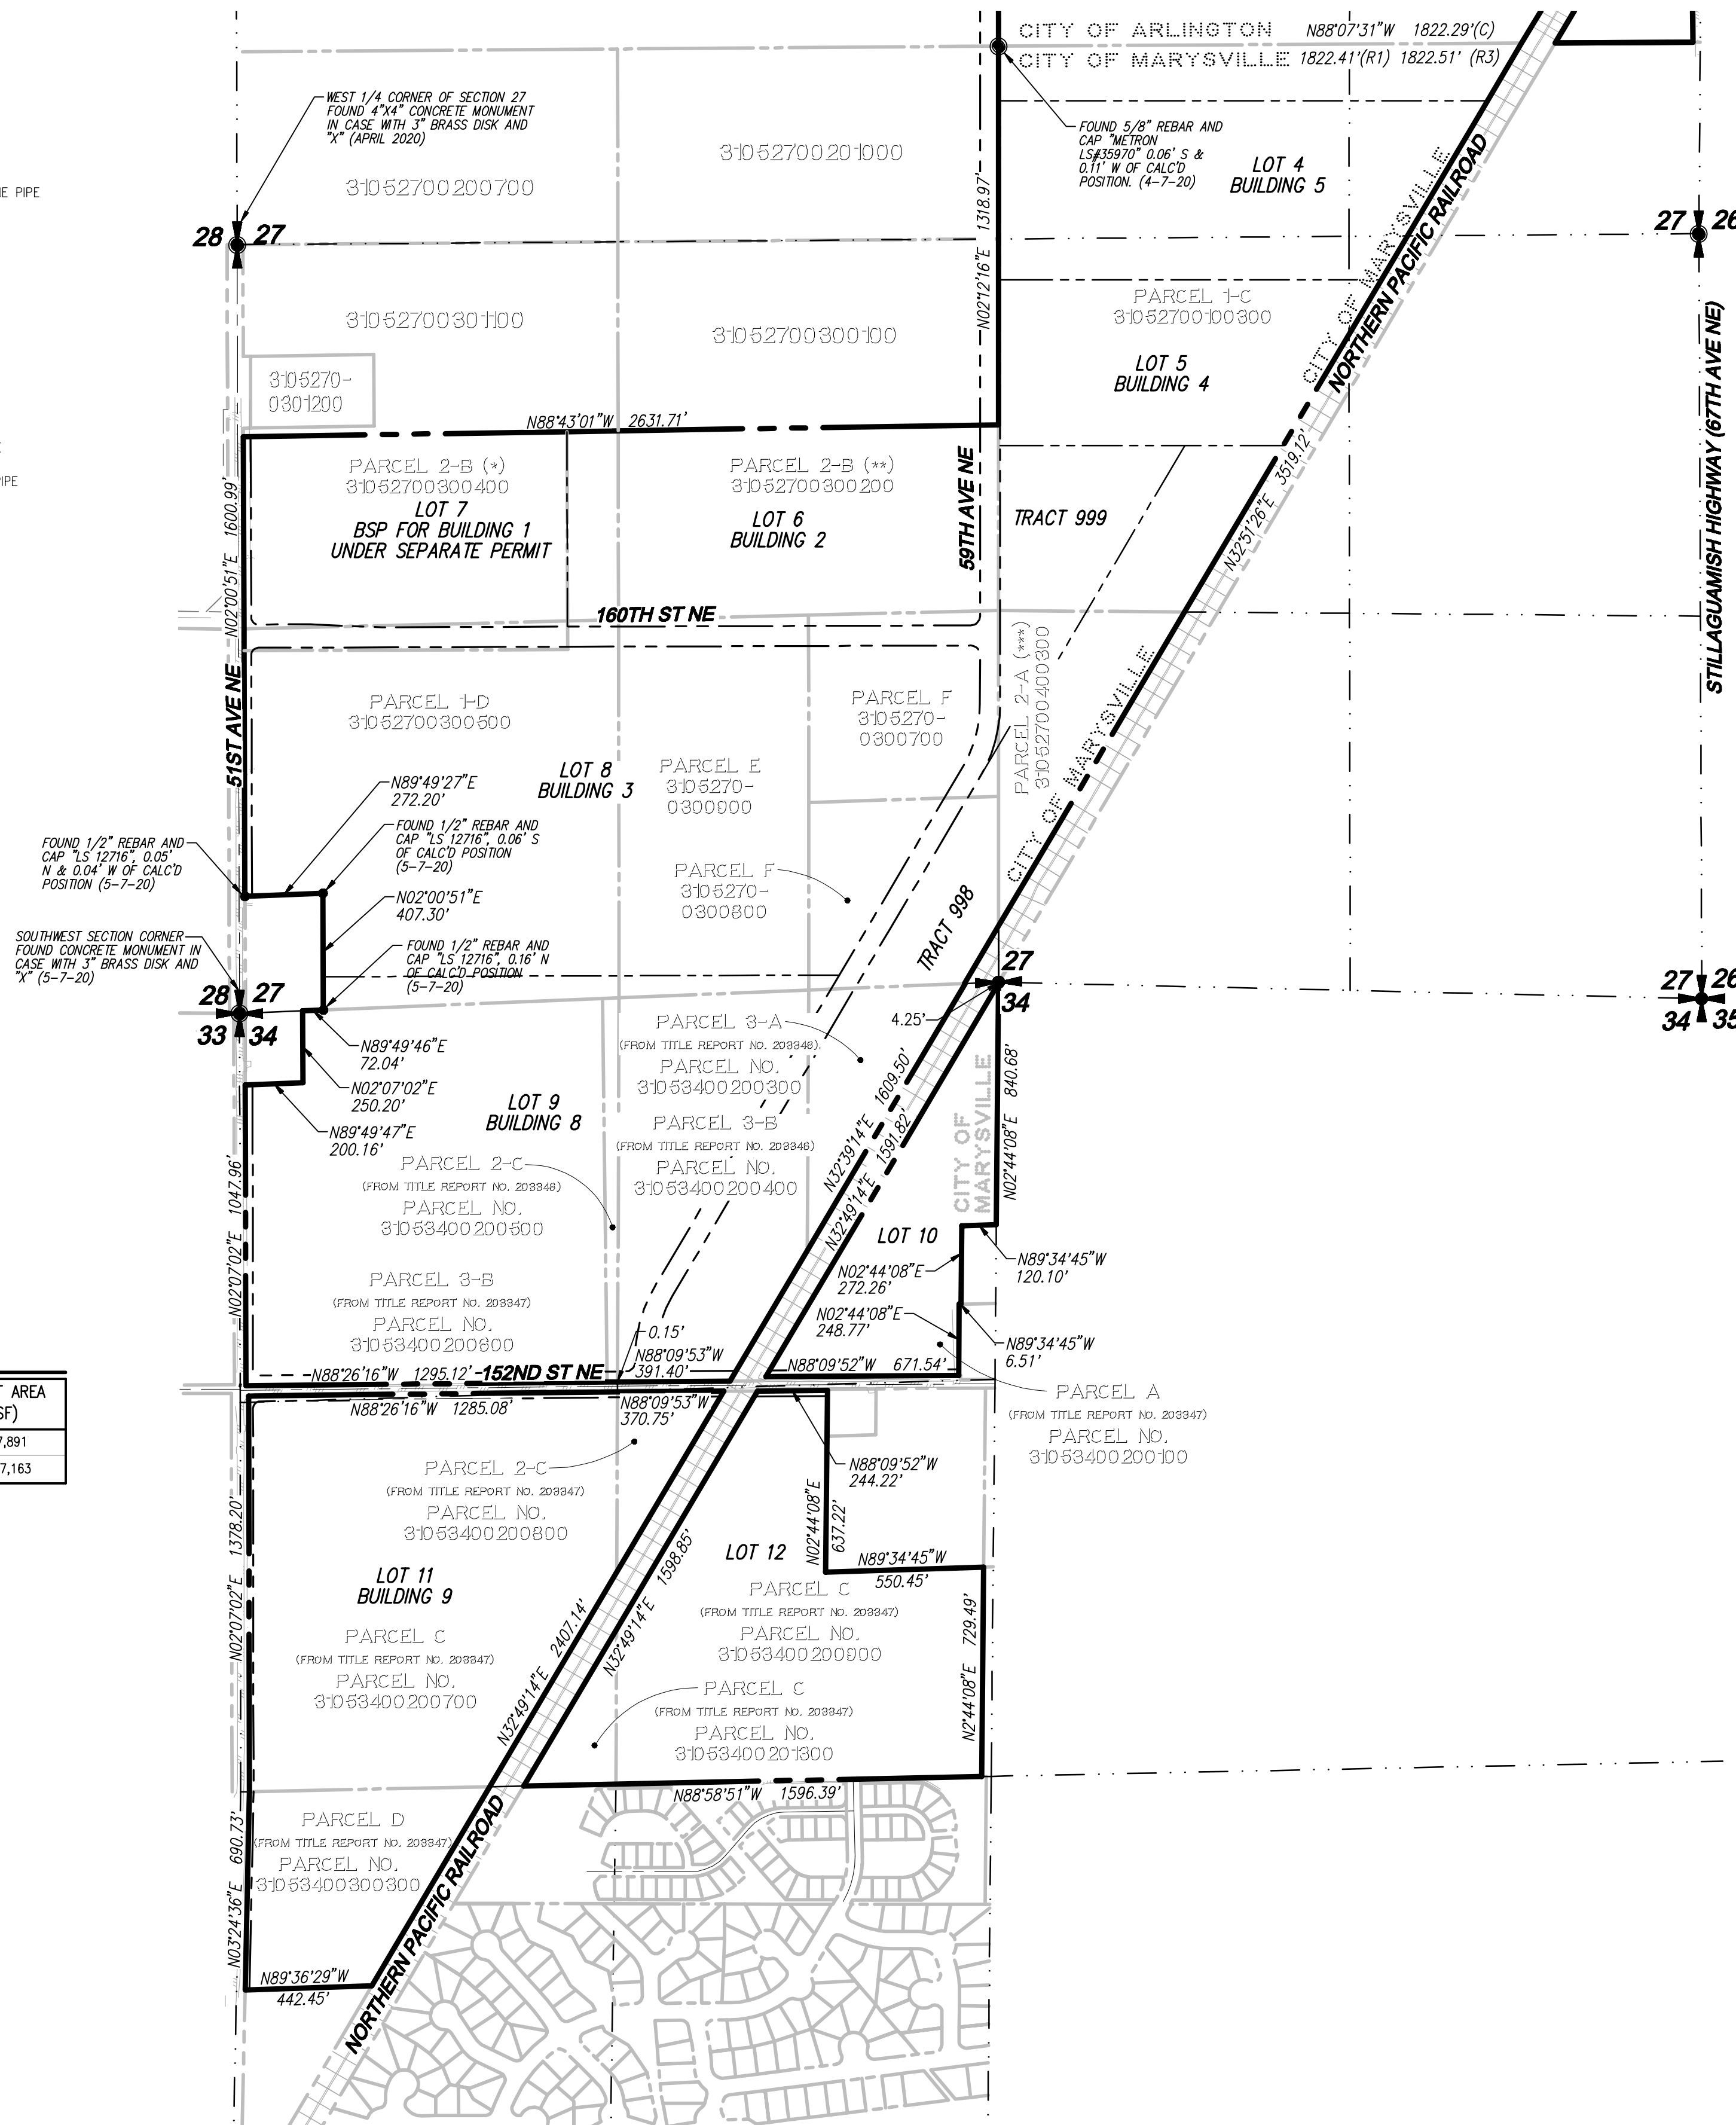 CITY OF ARLINGTON N88°07'31"W 1822.29'(C)
CITY OF MARYSVILLE 1822.41'(R1) 1822.51' (R3)
WEST 1/4 CORNER OF SECTION 27
FOUND 4"X4" CONCRETE MONUMENT
IN CASE WITH 3" BRASS DISK AND
"X" (APRIL 2020)
FOUND 5/8" REBAR AND
CAP "METRON
LS#35970" 0.06' S &
0.11' W OF CALC'D
POSITION. (4-7-20)
31052700201000
31052700200700
E PIPE
LOT 4
BUILDING 5
N02°12'16"E 1318.97'
CITY OF MARYSVILLE
NORTHERN PACIFIC RAILROAD
28 27
27 26
31052700301100
31052700300100
PARCEL 1-C
31052700100300
LOT 5
BUILDING 4
STILLAGUAMISH HIGHWAY (67TH AVE NE)
3105270-
0301200
N88°43'01"W 2631.71'
PARCEL 2-B (*)
31052700300400
LOT 7
BSP FOR BUILDING 1
UNDER SEPARATE PERMIT
PARCEL 2-B (**)
31052700300200
LOT 6
BUILDING 2
59TH AVE NE
TRACT 999
N32°51'26"E 3519.12'
PIPE
N02°00'51"E 1600.99'
160TH ST NE
51ST AVE NE
PARCEL 1-D
31052700300500
PARCEL F
3105270-
0300700
PARCEL 2-A (***)
31052700400300
CITY OF MARYSVILLE
LOT 8
BUILDING 3
PARCEL E
3105270-
0300900
N89°49'27"E
272.20'
FOUND 1/2" REBAR AND
CAP "LS 12716", 0.06' S
OF CALC'D POSITION
(5-7-20)
FOUND 1/2" REBAR AND
CAP "LS 12716", 0.05'
N & 0.04' W OF CALC'D
POSITION (5-7-20)
PARCEL F
3105270-
0300800
N02°00'51"E
407.30'
TRACT 998
SOUTHWEST SECTION CORNER
FOUND CONCRETE MONUMENT IN
CASE WITH 3" BRASS DISK AND
"X" (5-7-20)
FOUND 1/2" REBAR AND
CAP "LS 12716", 0.16' N
OF CALC'D POSITION
(5-7-20)
28 27
33 34
27
34
27 26
34 35
4.25'
N89°49'46"E
72.04'
N02°07'02"E
250.20'
N89°49'47"E
200.16'
PARCEL 3-A
(FROM TITLE REPORT NO. 203346)
PARCEL NO.
31053400200300
LOT 9
BUILDING 8
PARCEL 3-B
(FROM TITLE REPORT NO. 203346)
PARCEL NO.
31053400200400
N32°39'14"E 1609.50'
N32°49'14"E 1591.82'
CITY OF
MARYSVILLE
N02°44'08"E 840.68'
PARCEL 2-C
(FROM TITLE REPORT NO. 203346)
PARCEL NO.
31053400200500
N02°07'02"E 1047.96'
LOT 10
N89°34'45"W
120.10'
N02°44'08"E
272.26'
PARCEL 3-B
(FROM TITLE REPORT NO. 203347)
PARCEL NO.
31053400200600
N02°44'08"E
248.77'
N89°34'45"W
6.51'
0.15'
N88°09'53"W
391.40'
N88°26'16"W 1295.12'
152ND ST NE
N88°09'52"W 671.54'
T AREA
SF)
7,891
7,163
N88°26'16"W 1285.08'
N88°09'53"W
370.75'
PARCEL A
(FROM TITLE REPORT NO. 203347)
PARCEL NO.
31053400200100
PARCEL 2-C
(FROM TITLE REPORT NO. 203347)
PARCEL NO.
31053400200800
N88°09'52"W
244.22'
N02°44'08"E
637.22'
N02°07'02"E 1378.20'
LOT 12
N89°34'45"W
550.45'
N32°49'14"E 1598.85'
LOT 11
BUILDING 9
PARCEL C
(FROM TITLE REPORT NO. 203347)
PARCEL NO.
31053400200900
PARCEL C
(FROM TITLE REPORT NO. 203347)
PARCEL NO.
31053400200700
N32°49'14"E 2407.14'
N2°44'08"E 729.49'
PARCEL C
(FROM TITLE REPORT NO. 203347)
PARCEL NO.
31053400201300
N88°58'51"W 1596.39'
PARCEL D
(FROM TITLE REPORT NO. 203347)
PARCEL NO.
31053400300300
NORTHERN PACIFIC RAILROAD
N03°24'36"E 690.73'
N89°36'29"W
442.45'